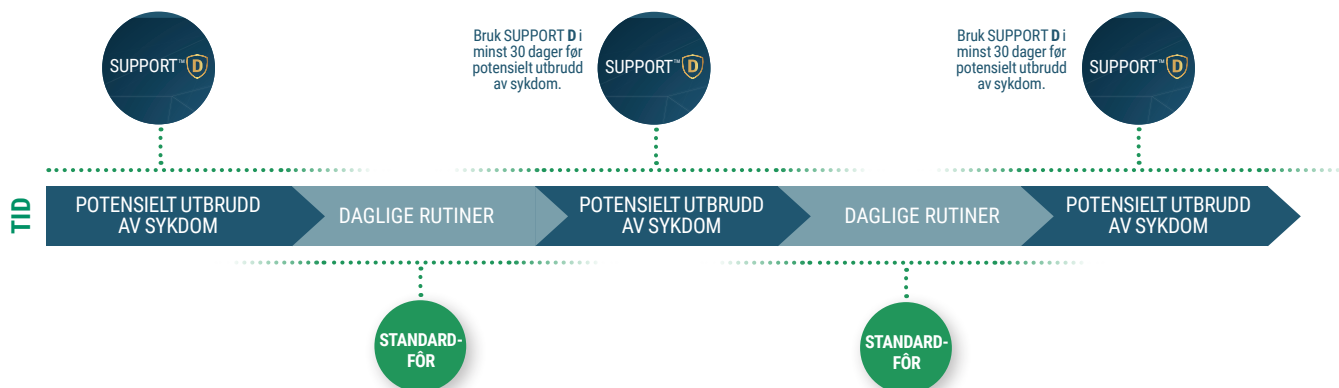 SUPPORT™ D
Bruk SUPPORT D i
minst 30 dager før
potensielt utbrudd
av sykdom.
SUPPORT™ D
Bruk SUPPORT D i
minst 30 dager før
potensielt utbrudd
av sykdom.
SUPPORT™ D
TID
POTENSIELT UTBRUDD
AV SYKDOM
DAGLIGE RUTINER
POTENSIELT UTBRUDD
AV SYKDOM
DAGLIGE RUTINER
POTENSIELT UTBRUDD
AV SYKDOM
STANDARD-
FÔR
STANDARD-
FÔR